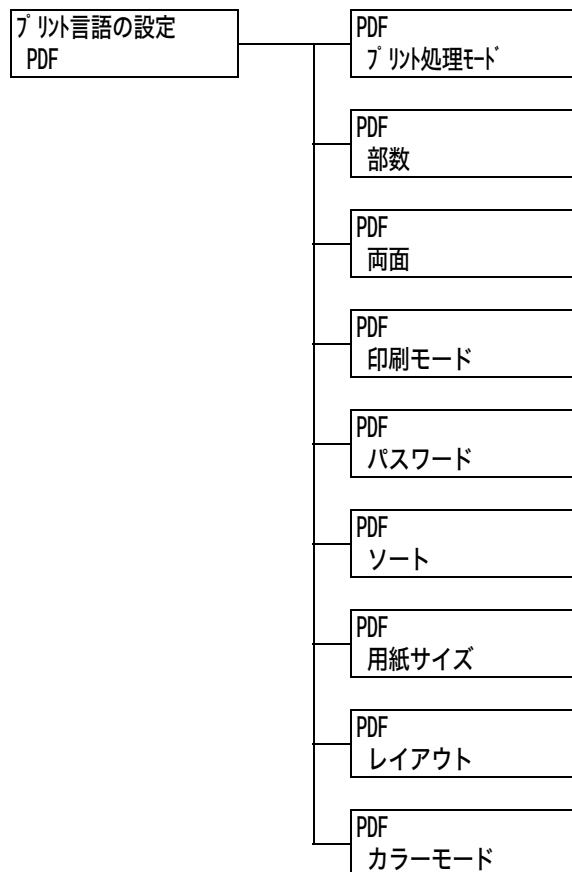 ﾌﾟﾘﾝﾄ言語の設定
PDF
PDF
ﾌﾟﾘﾝﾄ処理ﾓｰﾄﾞ
PDF
部数
PDF
両面
PDF
印刷モード
PDF
パスワード
PDF
ソート
PDF
用紙サイズ
PDF
レイアウト
PDF
カラーモード